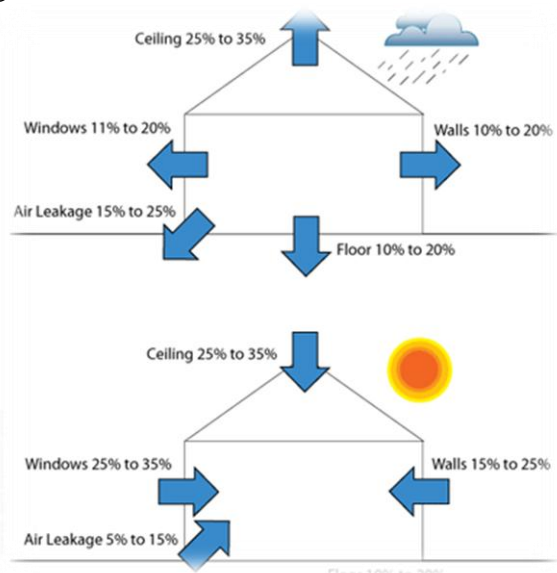 Ceiling 25% to 35%
Windows 11% to 20%
Walls 10% to 20%
Air Leakage 15% to 25%
Floor 10% to 20%
Ceiling 25% to 35%
Windows 25% to 35%
Walls 15% to 25%
Air Leakage 5% to 15%